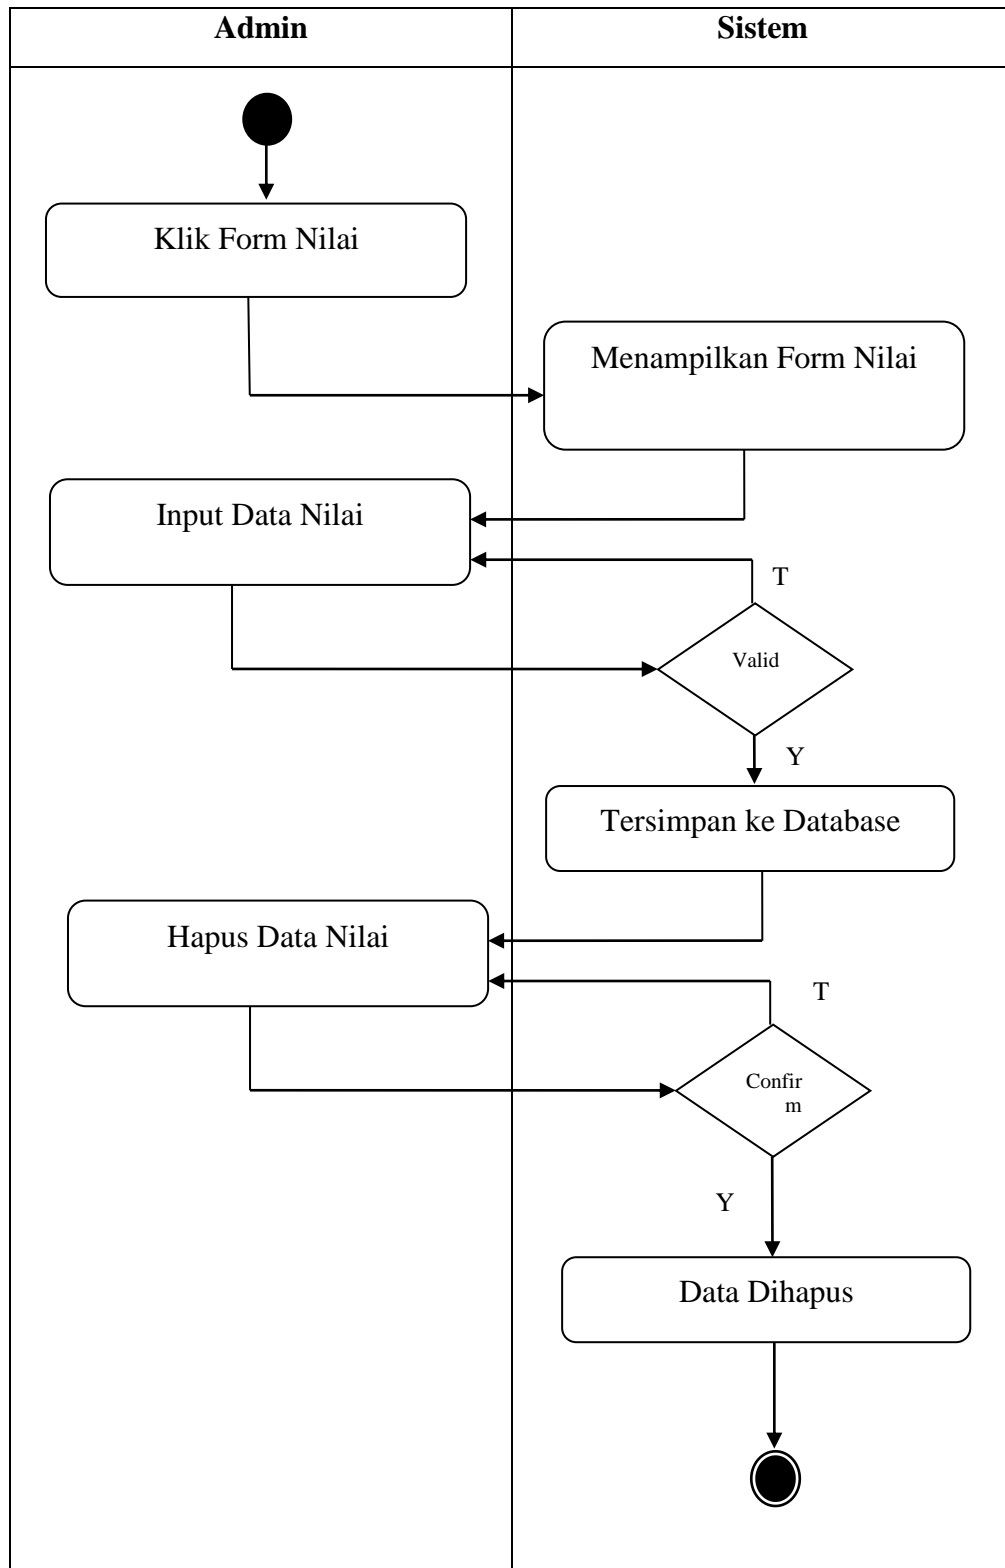 Admin
Sistem
Klik Form Nilai
Menampilkan Form Nilai
Input Data Nilai
T
Valid
Y
Tersimpan ke Database
Hapus Data Nilai
T
Confir
m
Y
Data Dihapus